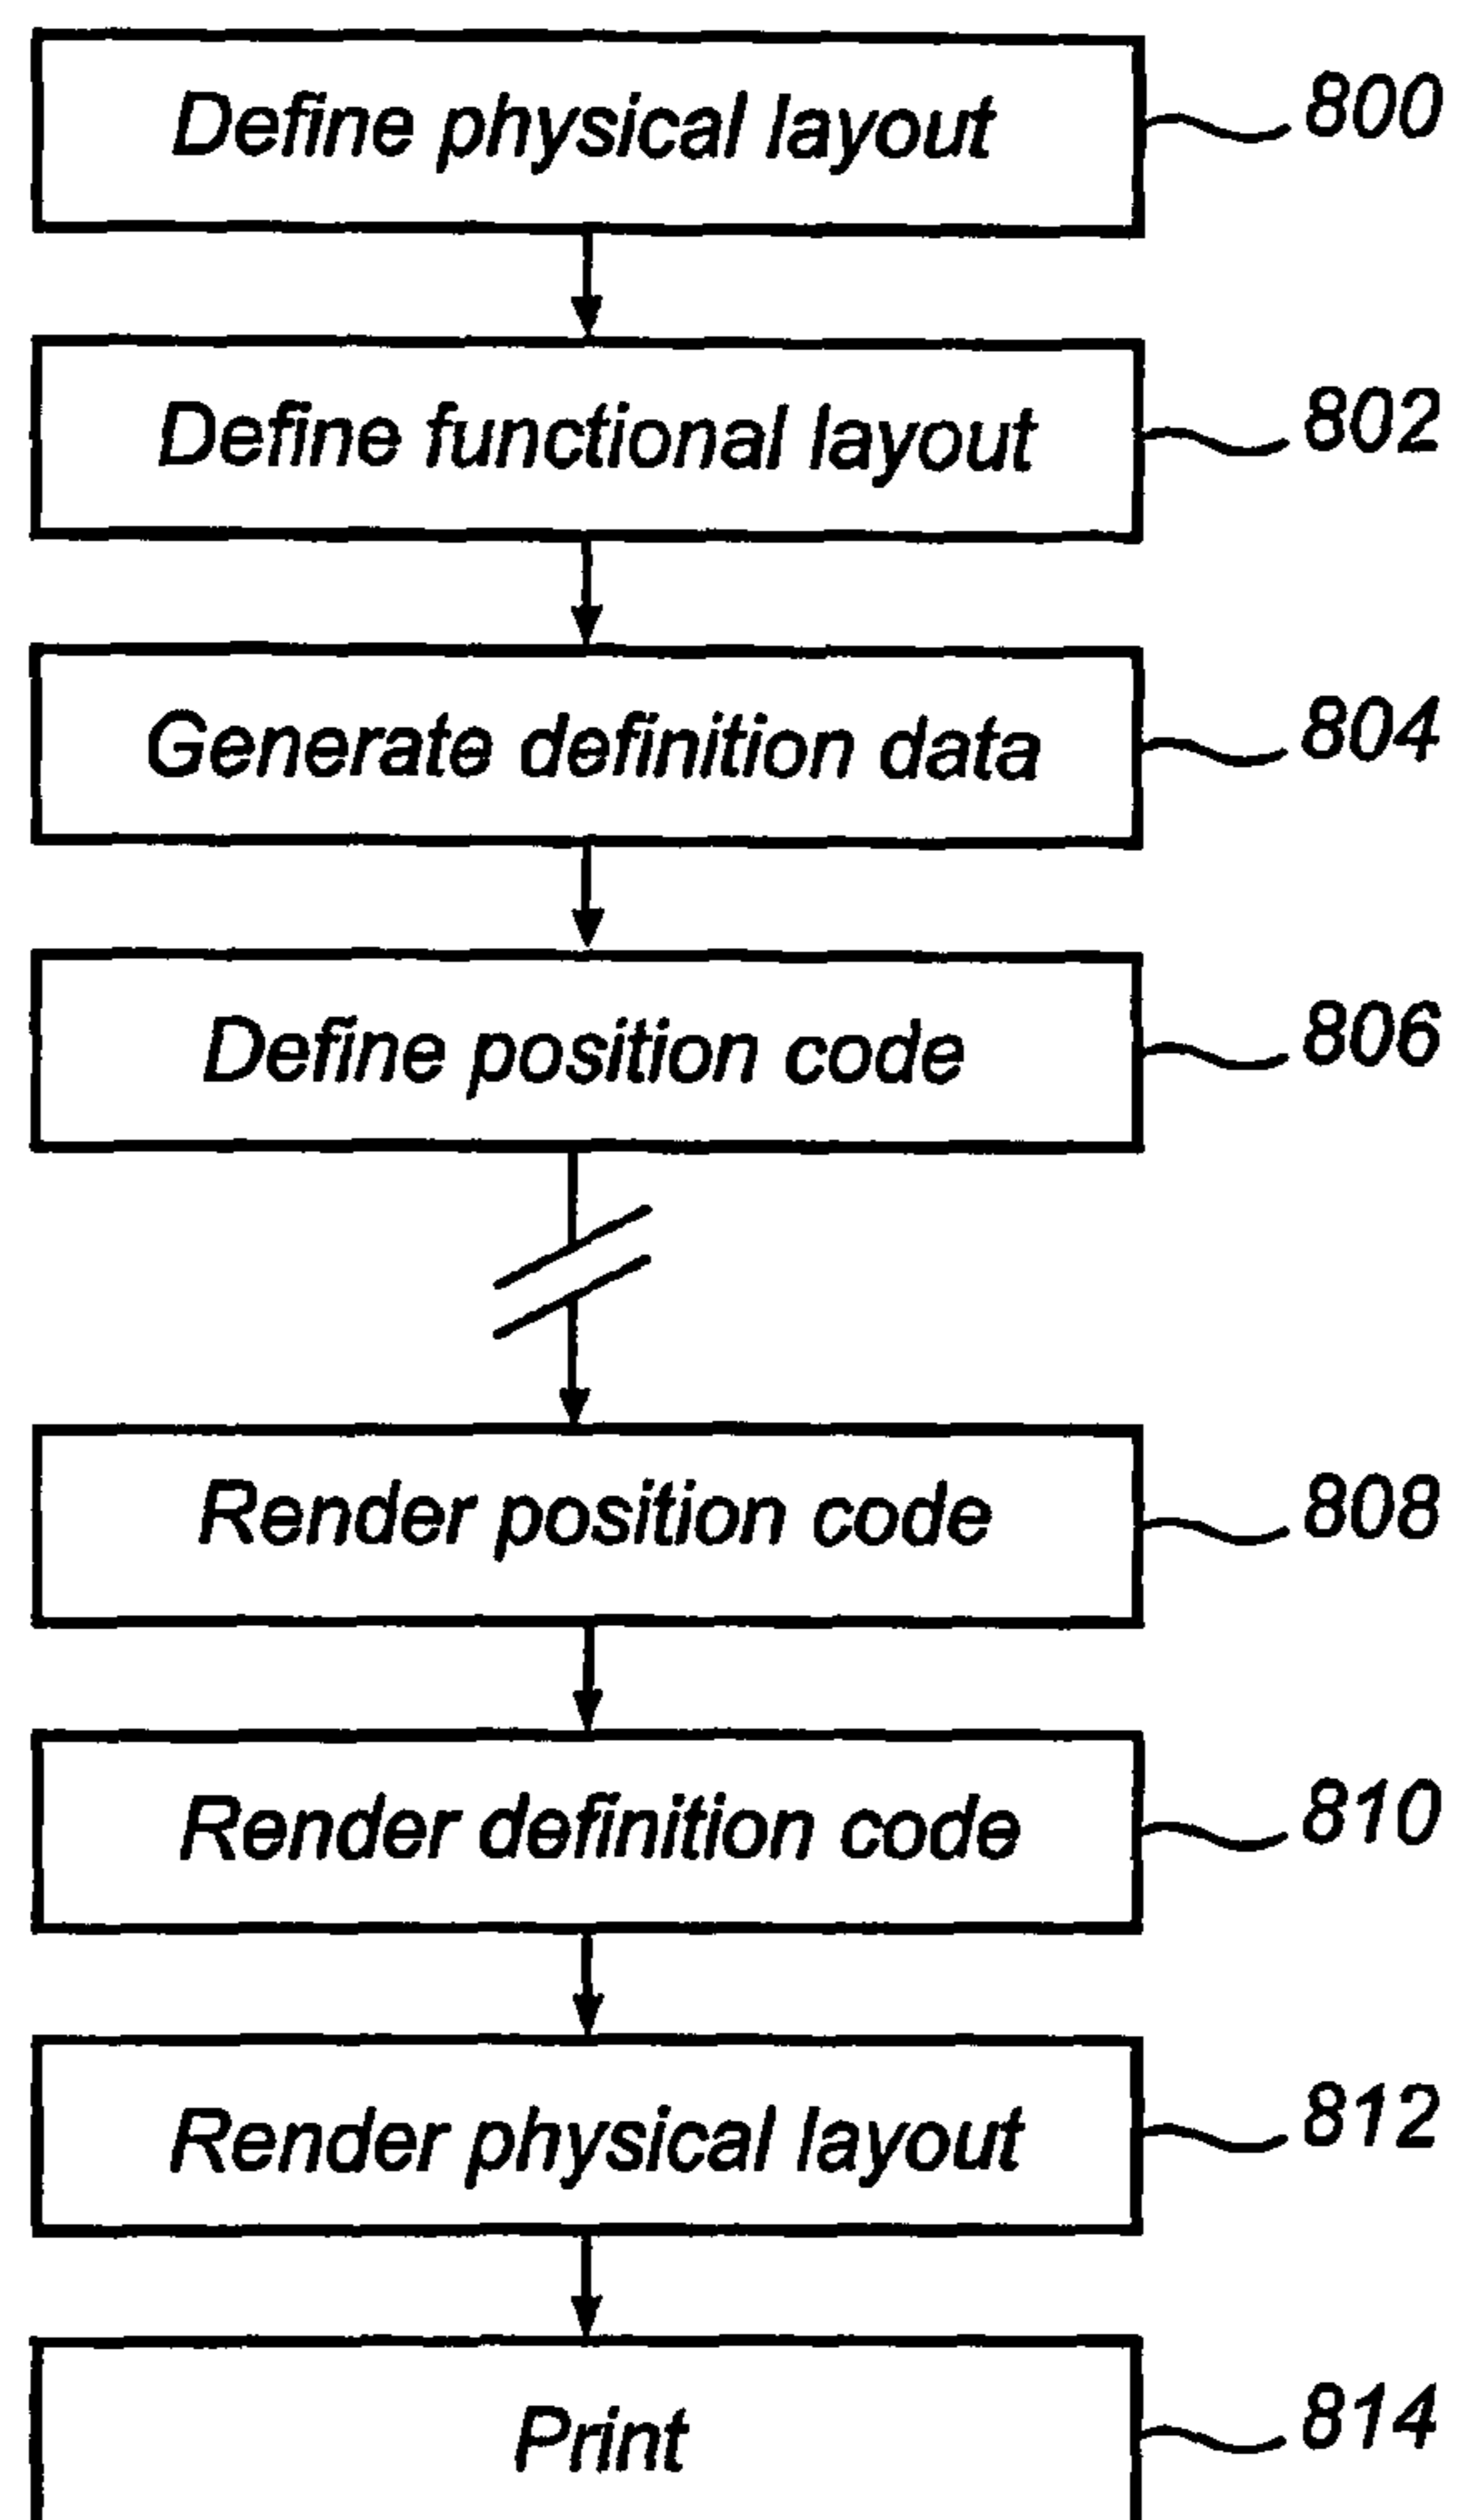 Define physical layout 800
Define functional layout 802
Generate definition data 804
Define position code 806
Render position code 808
Render definition code 810
Render physical layout 812
Print 814